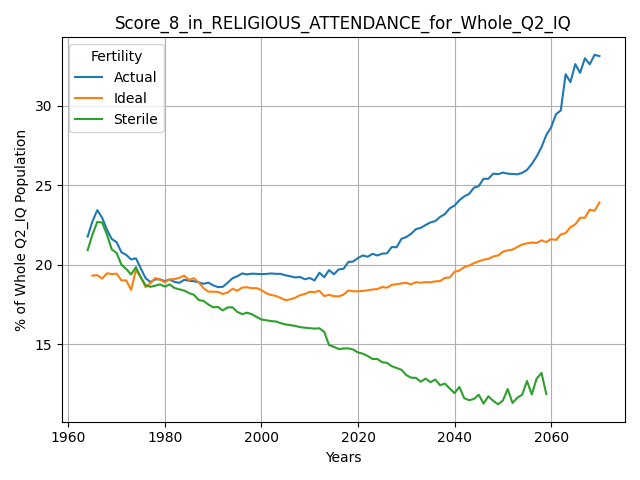 Score_8_in_RELIGIOUS_ATTENDANCE_for_Whole_Q2_IQ
Fertility
Actual
Ideal
Sterile
% of Whole Q2_IQ Population
30
25
20
15
1960
1980
2000
2020
2040
2060
Years